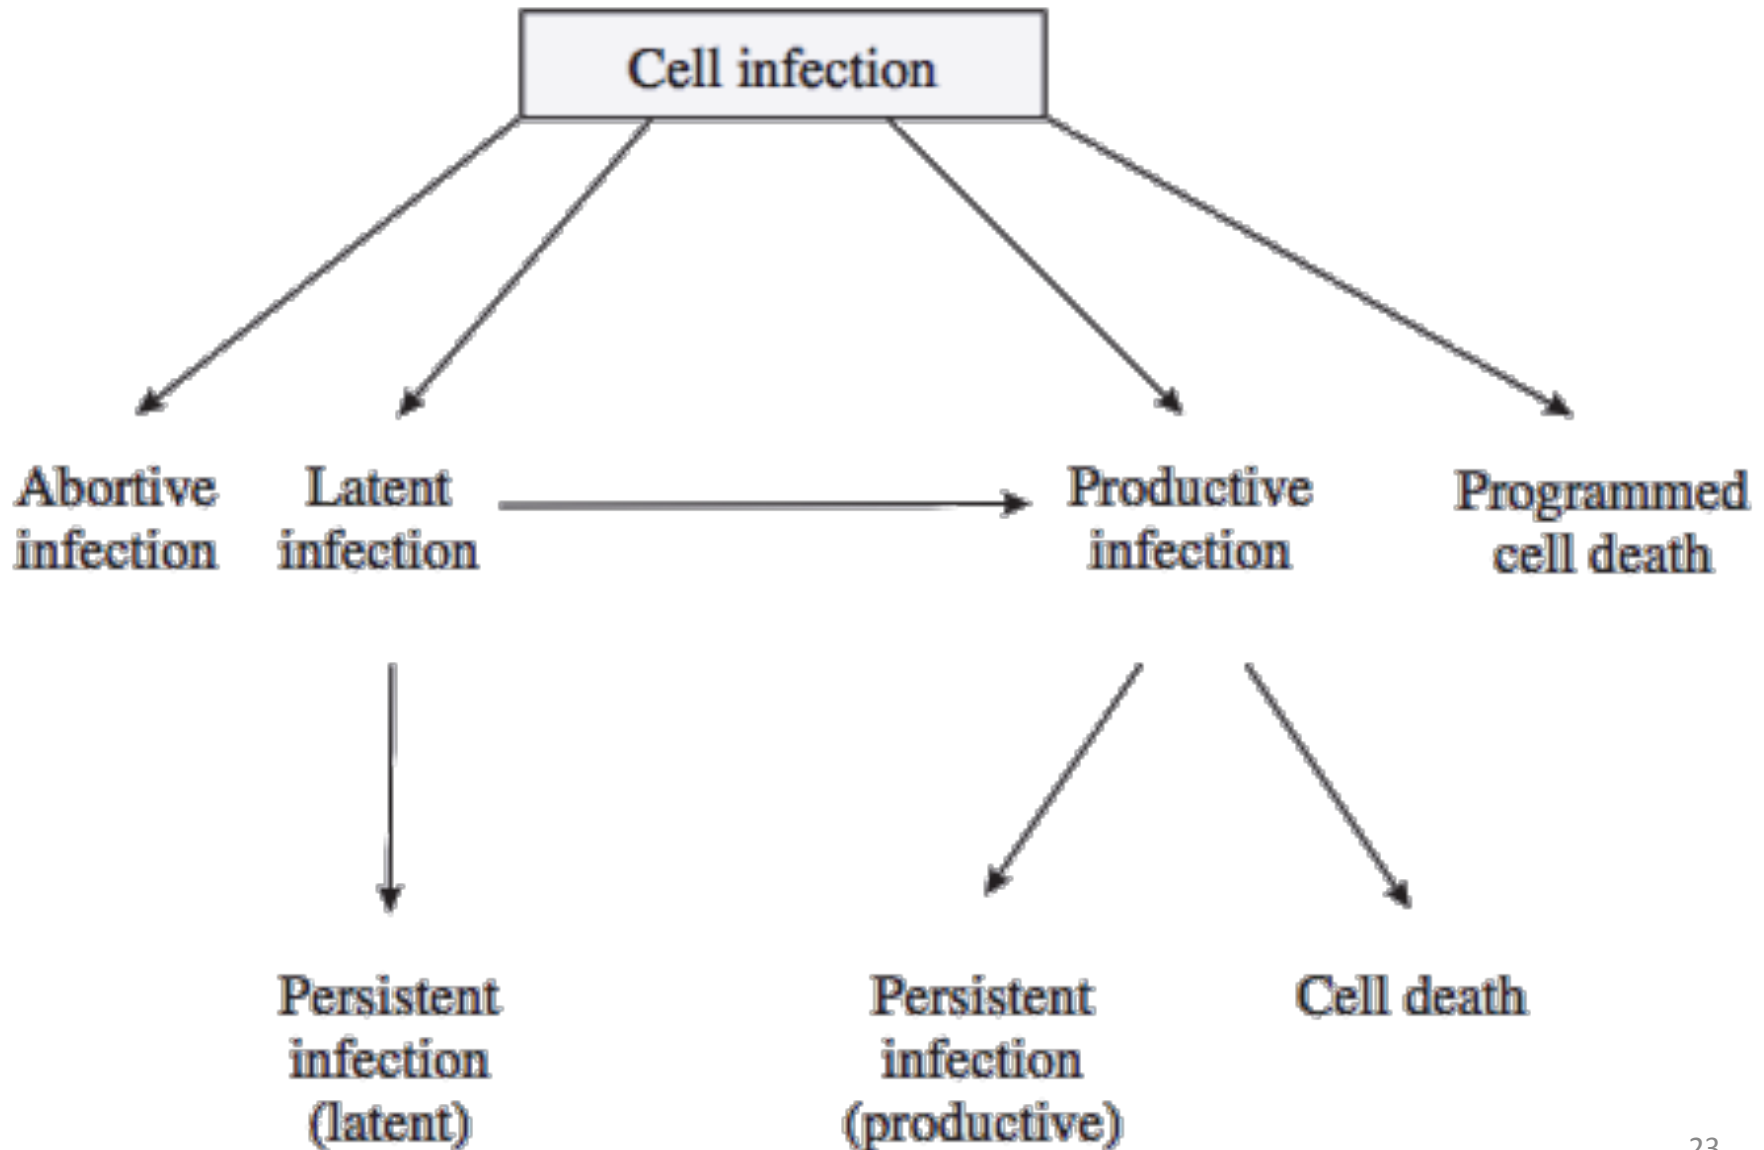 Cell infection
Abortive
infection
Latent
infection
Productive
infection
Programmed
cell death
Persistent
infection
(latent)
Persistent
infection
(productive)
Cell death
23